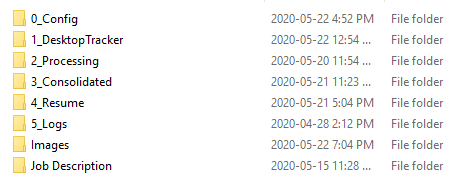 0_Config 2020-05-22 4:52 PM File folder
1_DesktopTracker 2020-05-22 12:54 ... File folder
2_Processing 2020-05-20 11:54 ... File folder
3_Consolidated 2020-05-21 11:23 ... File folder
4_Resume 2020-05-21 5:04 PM File folder
5_Logs 2020-04-28 2:12 PM File folder
Images 2020-05-22 7:04 PM File folder
Job Description 2020-05-15 11:28 ... File folder